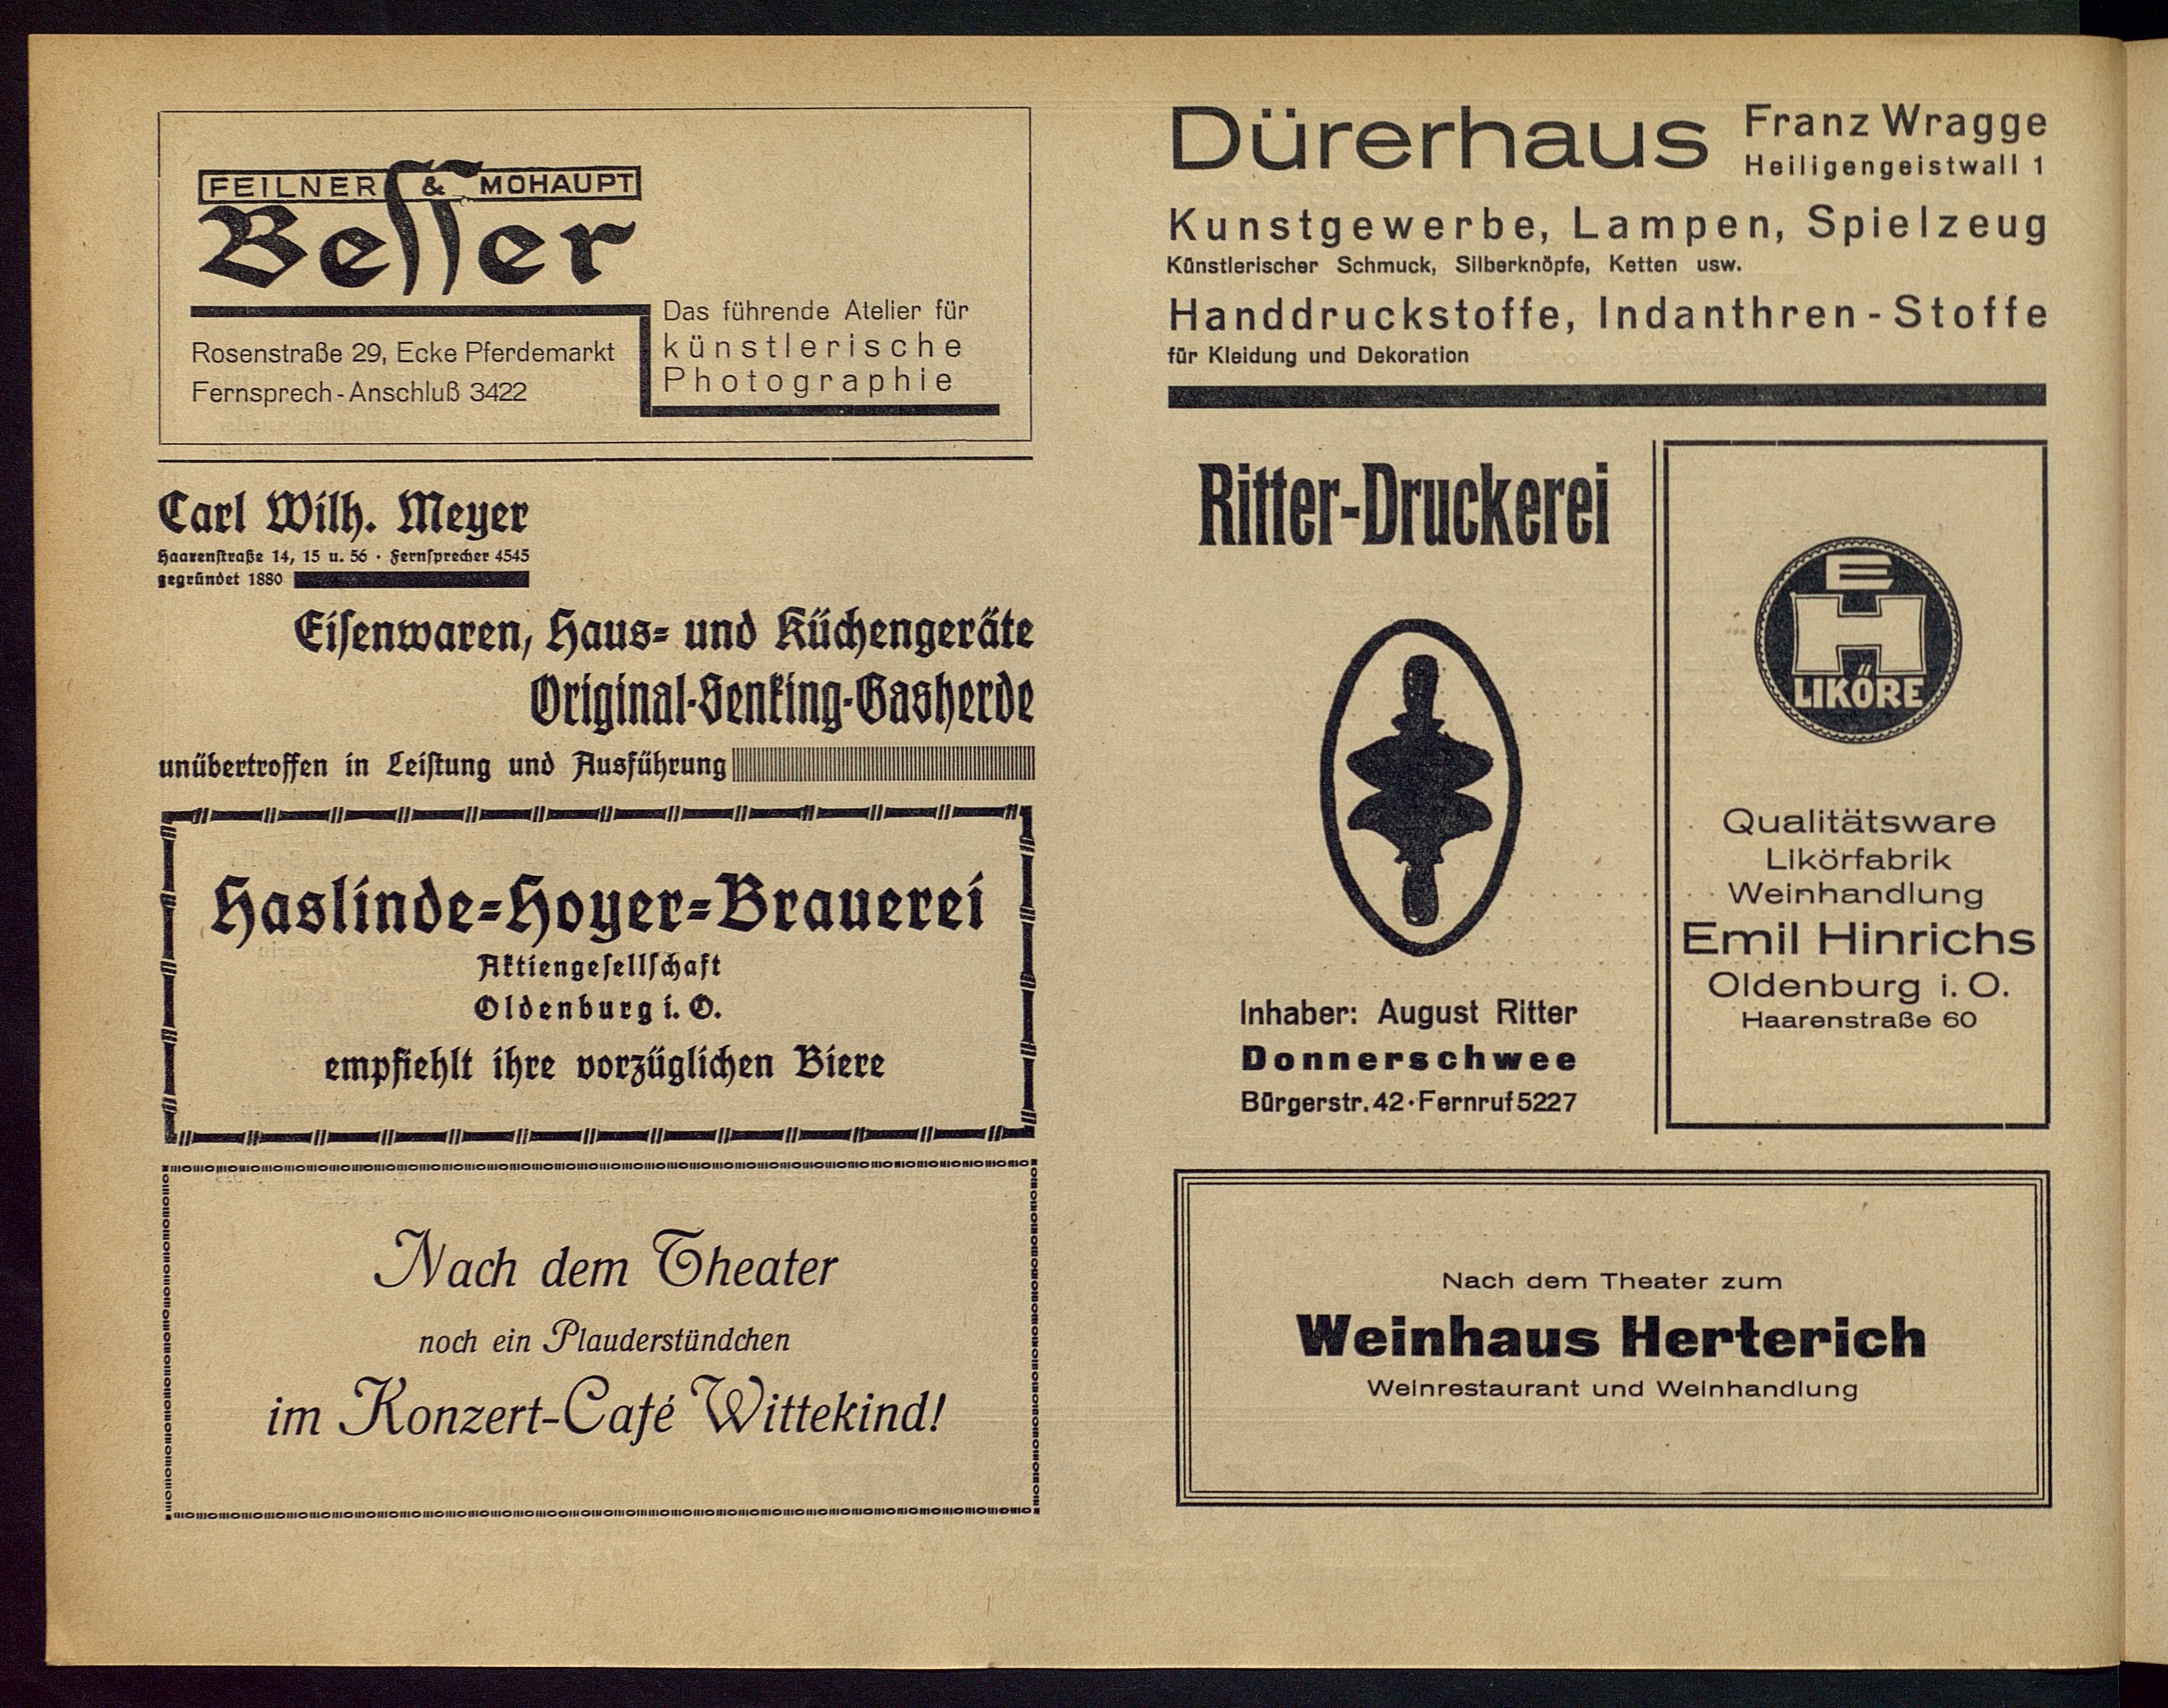 FEILNER & MOHAUPT
Besser
Das führende Atelier für
künstlerische
Photographie
Rosenstraße 29, Ecke Pferdemarkt
Fernsprech-Anschluß 3422
Carl Wilh. Meyer
Haarenstraße 14, 15 u. 56 · Fernsprecher 4545
gegründet 1880
Eisenwaren, Haus- und Küchengeräte
Original-Senking-Gasherde
unübertroffen in Leistung und Ausführung
Haslinde-Hoyer-Brauerei
Aktiengesellschaft
Oldenburg i. O.
empfiehlt ihre vorzüglichen Biere
Nach dem Theater
noch ein Plauderstündchen
im Konzert-Café Wittekind!
Dürerhaus Franz Wragge
Heiligengeistwall 1
Kunstgewerbe, Lampen, Spielzeug
Künstlerischer Schmuck, Silberknöpfe, Ketten usw.
Handdruckstoffe, Indanthren-Stoffe
für Kleidung und Dekoration
Ritter-Druckerei
Inhaber: August Ritter
Donnerschwee
Bürgerstr. 42 · Fernruf 5227
E
H
LIKÖRE
Qualitätsware
Likörfabrik
Weinhandlung
Emil Hinrichs
Oldenburg i. O.
Haarenstraße 60
Nach dem Theater zum
Weinhaus Herterich
Weinrestaurant und Weinhandlung